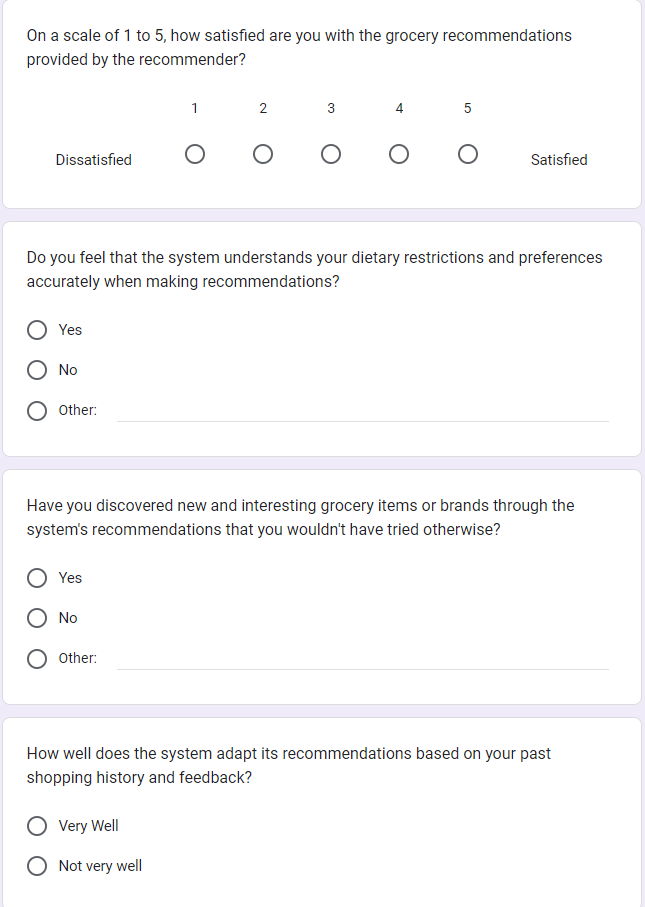 On a scale of 1 to 5, how satisfied are you with the grocery recommendations
provided by the recommender?
1 2 3 4 5
Dissatisfied Satisfied
Do you feel that the system understands your dietary restrictions and preferences
accurately when making recommendations?
Yes
No
Other:
Have you discovered new and interesting grocery items or brands through the
system's recommendations that you wouldn't have tried otherwise?
Yes
No
Other:
How well does the system adapt its recommendations based on your past
shopping history and feedback?
Very Well
Not very well